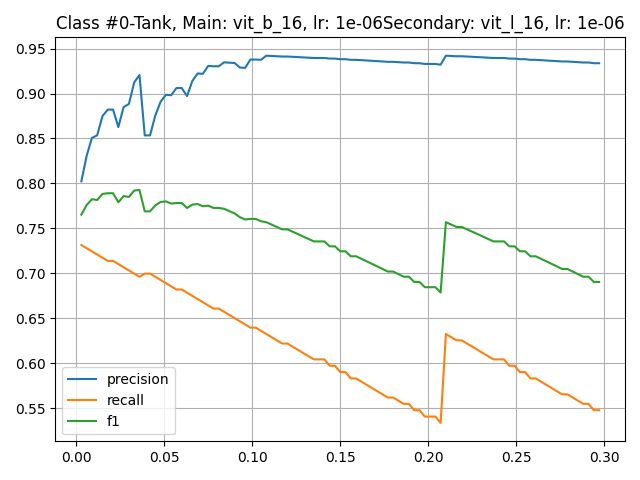 Class #0-Tank, Main: vit_b_16, lr: 1e-06Secondary: vit_l_16, lr: 1e-06
0.95
0.90
0.85
0.80
0.75
0.70
0.65
0.60
0.55
precision
recall
f1
0.00 0.05 0.10 0.15 0.20 0.25 0.30